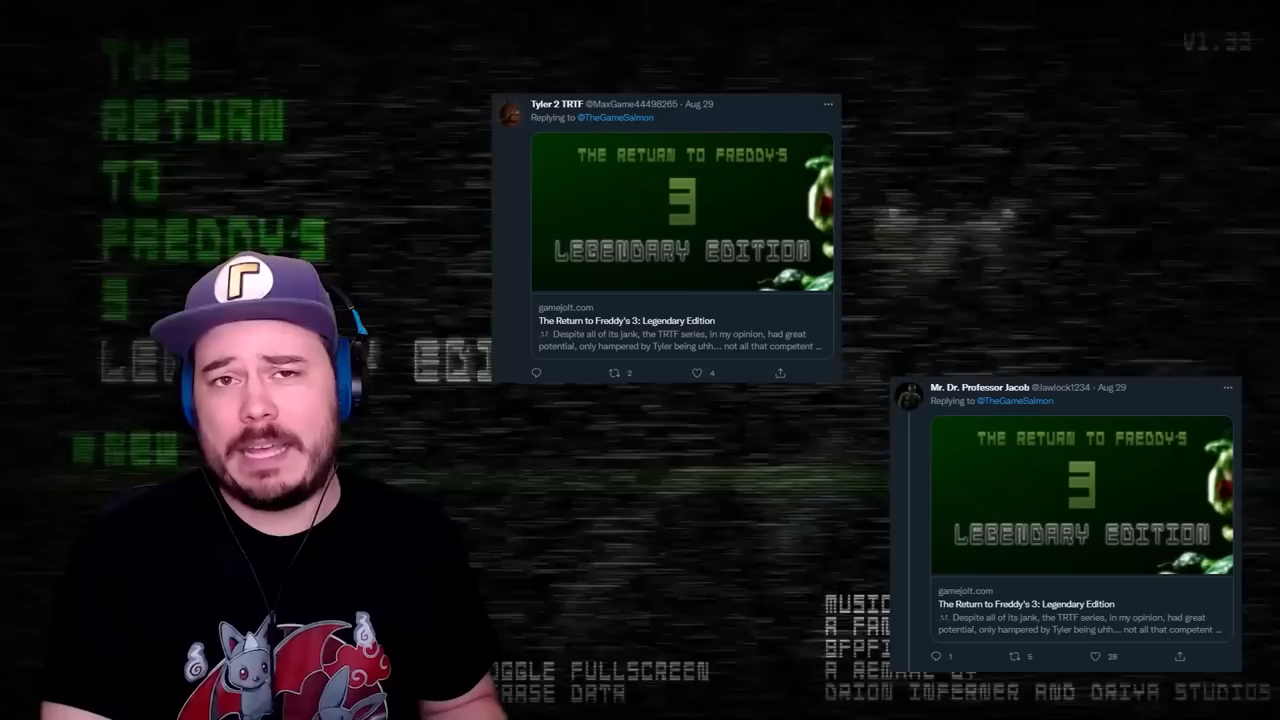 THE
RETURN
TO
FREDDY'S
3
V1.33
Tyler 2 TRTF @MaxGame44498265 · Aug 29
Replying to @TheGameSalmon
THE RETURN TO FREDDY'S
3
LEGENDARY EDITION
gamejolt.com
The Return to Freddy's 3: Legendary Edition
Despite all of its jank, the TRTF series, in my opinion, had great
potential, only hampered by Tyler being uhh... not all that competent ...
2
4
Mr. Dr. Professor Jacob @Jawlock1234 · Aug 29
Replying to @TheGameSalmon
THE RETURN TO FREDDY'S
3
LEGENDARY EDITION
gamejolt.com
The Return to Freddy's 3: Legendary Edition
Despite all of its jank, the TRTF series, in my opinion, had great
potential, only hampered by Tyler being uhh... not all that competent ...
1
5
28
MUSIC
A FAN
A
ORION INFERNER AND DRIYA STUDIOS
OGGLE FULLSCREEN
RASE DATA